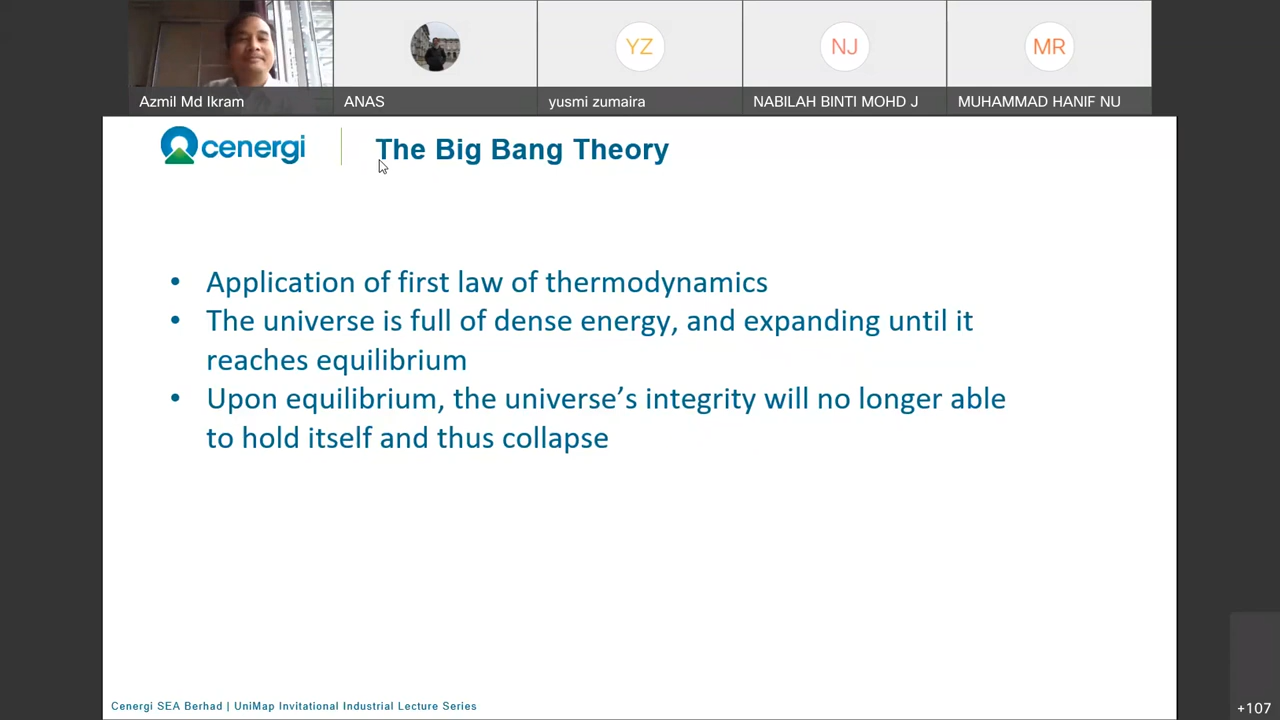 Azmil Md Ikram
ANAS
YZ
yusmi zumaira
NJ
NABILAH BINTI MOHD J
MR
MUHAMMAD HANIF NU
cenergi
The Big Bang Theory
• Application of first law of thermodynamics
• The universe is full of dense energy, and expanding until it
reaches equilibrium
• Upon equilibrium, the universe’s integrity will no longer able
to hold itself and thus collapse
Cenergi SEA Berhad | UniMap Invitational Industrial Lecture Series
+107